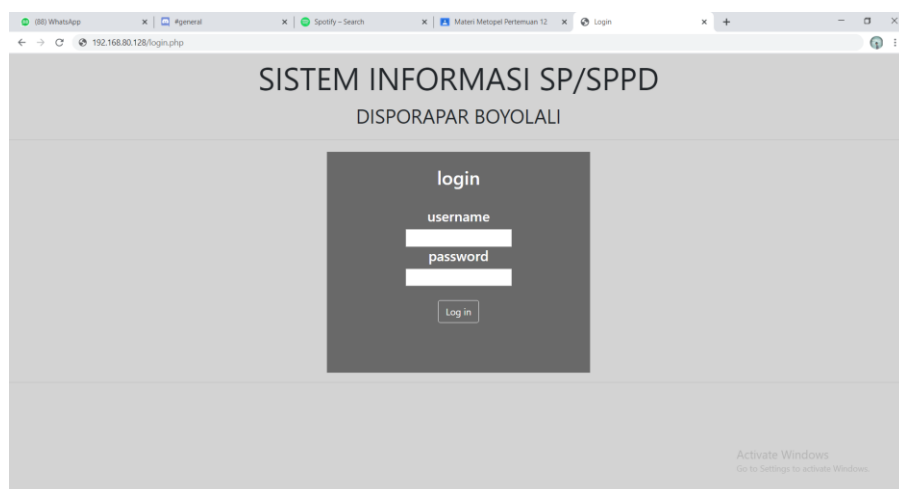 (88) WhatsApp
#general
Spotify – Search
Materi Metopel Pertemuan 12
Login
192.168.80.128/login.php
SISTEM INFORMASI SP/SPPD
DISPORAPAR BOYOLALI
login
username
password
Log in
Activate Windows
Go to Settings to activate Windows.